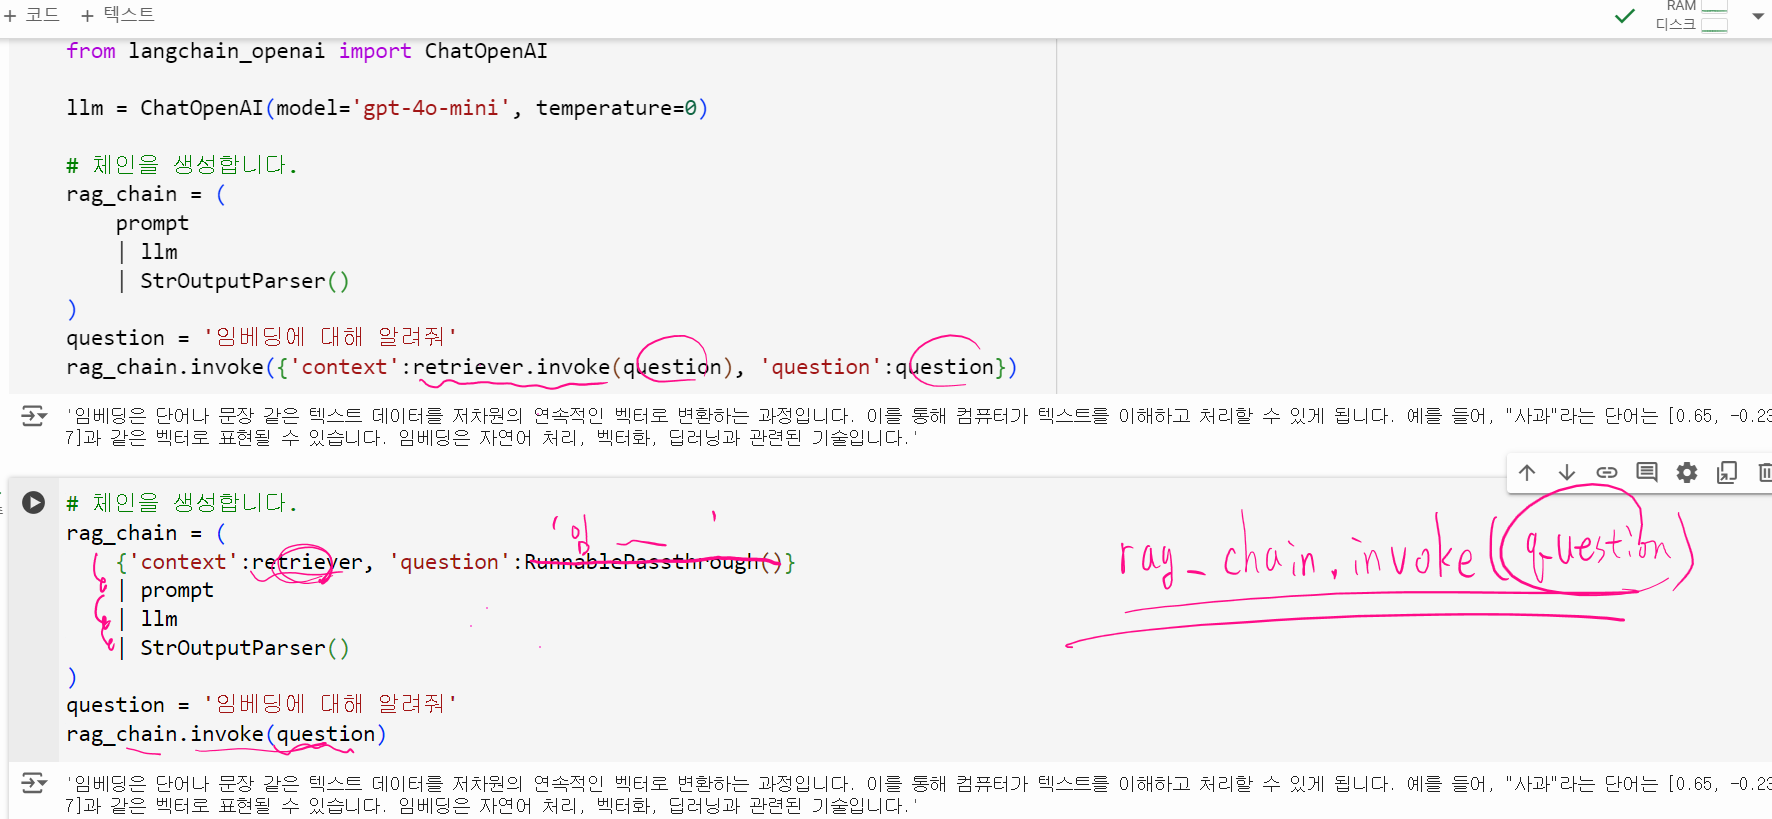 + 코드 + 텍스트
RAM
디스크
from langchain_openai import ChatOpenAI
llm = ChatOpenAI(model='gpt-4o-mini', temperature=0)
# 체인을 생성합니다.
rag_chain = (
prompt
| llm
| StrOutputParser()
)
question = '임베딩에 대해 알려줘'
rag_chain.invoke({'context':retriever.invoke(question), 'question':question})
'임베딩은 단어나 문장 같은 텍스트 데이터를 저차원의 연속적인 벡터로 변환하는 과정입니다. 이를 통해 컴퓨터가 텍스트를 이해하고 처리할 수 있게 됩니다. 예를 들어, "사과"라는 단어는 [0.65, -0.23
7]과 같은 벡터로 표현될 수 있습니다. 임베딩은 자연어 처리, 벡터화, 딥러닝과 관련된 기술입니다.'
# 체인을 생성합니다.
rag_chain = (
'임 '
{'context':retriever, 'question':RunnablePassthrough()}
rag_chain.invoke(question)
| prompt
| llm
| StrOutputParser()
)
question = '임베딩에 대해 알려줘'
rag_chain.invoke(question)
'임베딩은 단어나 문장 같은 텍스트 데이터를 저차원의 연속적인 벡터로 변환하는 과정입니다. 이를 통해 컴퓨터가 텍스트를 이해하고 처리할 수 있게 됩니다. 예를 들어, "사과"라는 단어는 [0.65, -0.23
7]과 같은 벡터로 표현될 수 있습니다. 임베딩은 자연어 처리, 벡터화, 딥러닝과 관련된 기술입니다.'